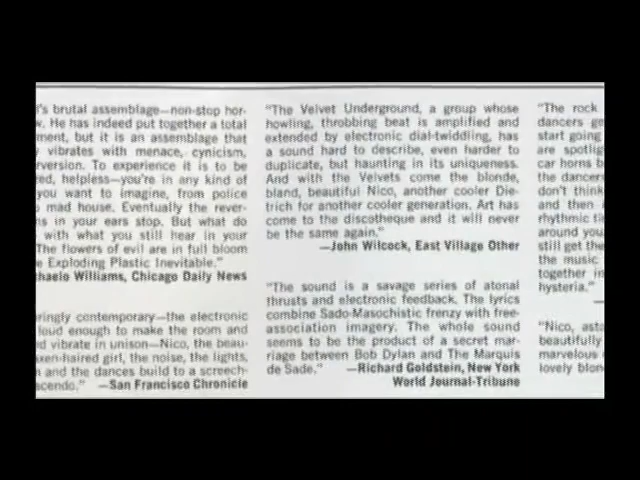 's brutal assemblage—non-stop hor-
. He has indeed put together a total
ment, but it is an assemblage that
vibrates with menace, cynicism,
rversion. To experience it is to be
ed, helpless—you're in any kind of
you want to imagine, from police
mad house. Eventually the rever-
s in your ears stop. But what do
with what you still hear in your
The flowers of evil are in full bloom
Exploding Plastic Inevitable."
haela Williams, Chicago Daily News
ringly contemporary—the electronic
loud enough to make the room and
d vibrate in unison—Nico, the beau-
xen-haired girl, the noise, the lights,
and the dances build to a screech-
scendo." —San Francisco Chronicle
"The Velvet Underground, a group whose
howling, throbbing beat is amplified and
extended by electronic dial-twiddling, has
a sound hard to describe, even harder to
duplicate, but haunting in its uniqueness.
And with the Velvets come the blonde,
bland, beautiful Nico, another cooler Die-
trich for another cooler generation. Art has
come to the discotheque and it will never
be the same again."
—John Wilcock, East Village Other
"The sound is a savage series of atonal
thrusts and electronic feedback. The lyrics
combine Sado-Masochistic frenzy with free-
association imagery. The whole sound
seems to be the product of a secret mar-
riage between Bob Dylan and The Marquis
de Sade." —Richard Goldstein, New York
World Journal-Tribune
"The rock
dancers ge
start going
are spotlig
car horns b
the dancers
don't think
and then i
rhythmic
around you
still get the
the music
together in
hysteria."
—
"Nico, asto
beautifully
marvelous
lovely blon